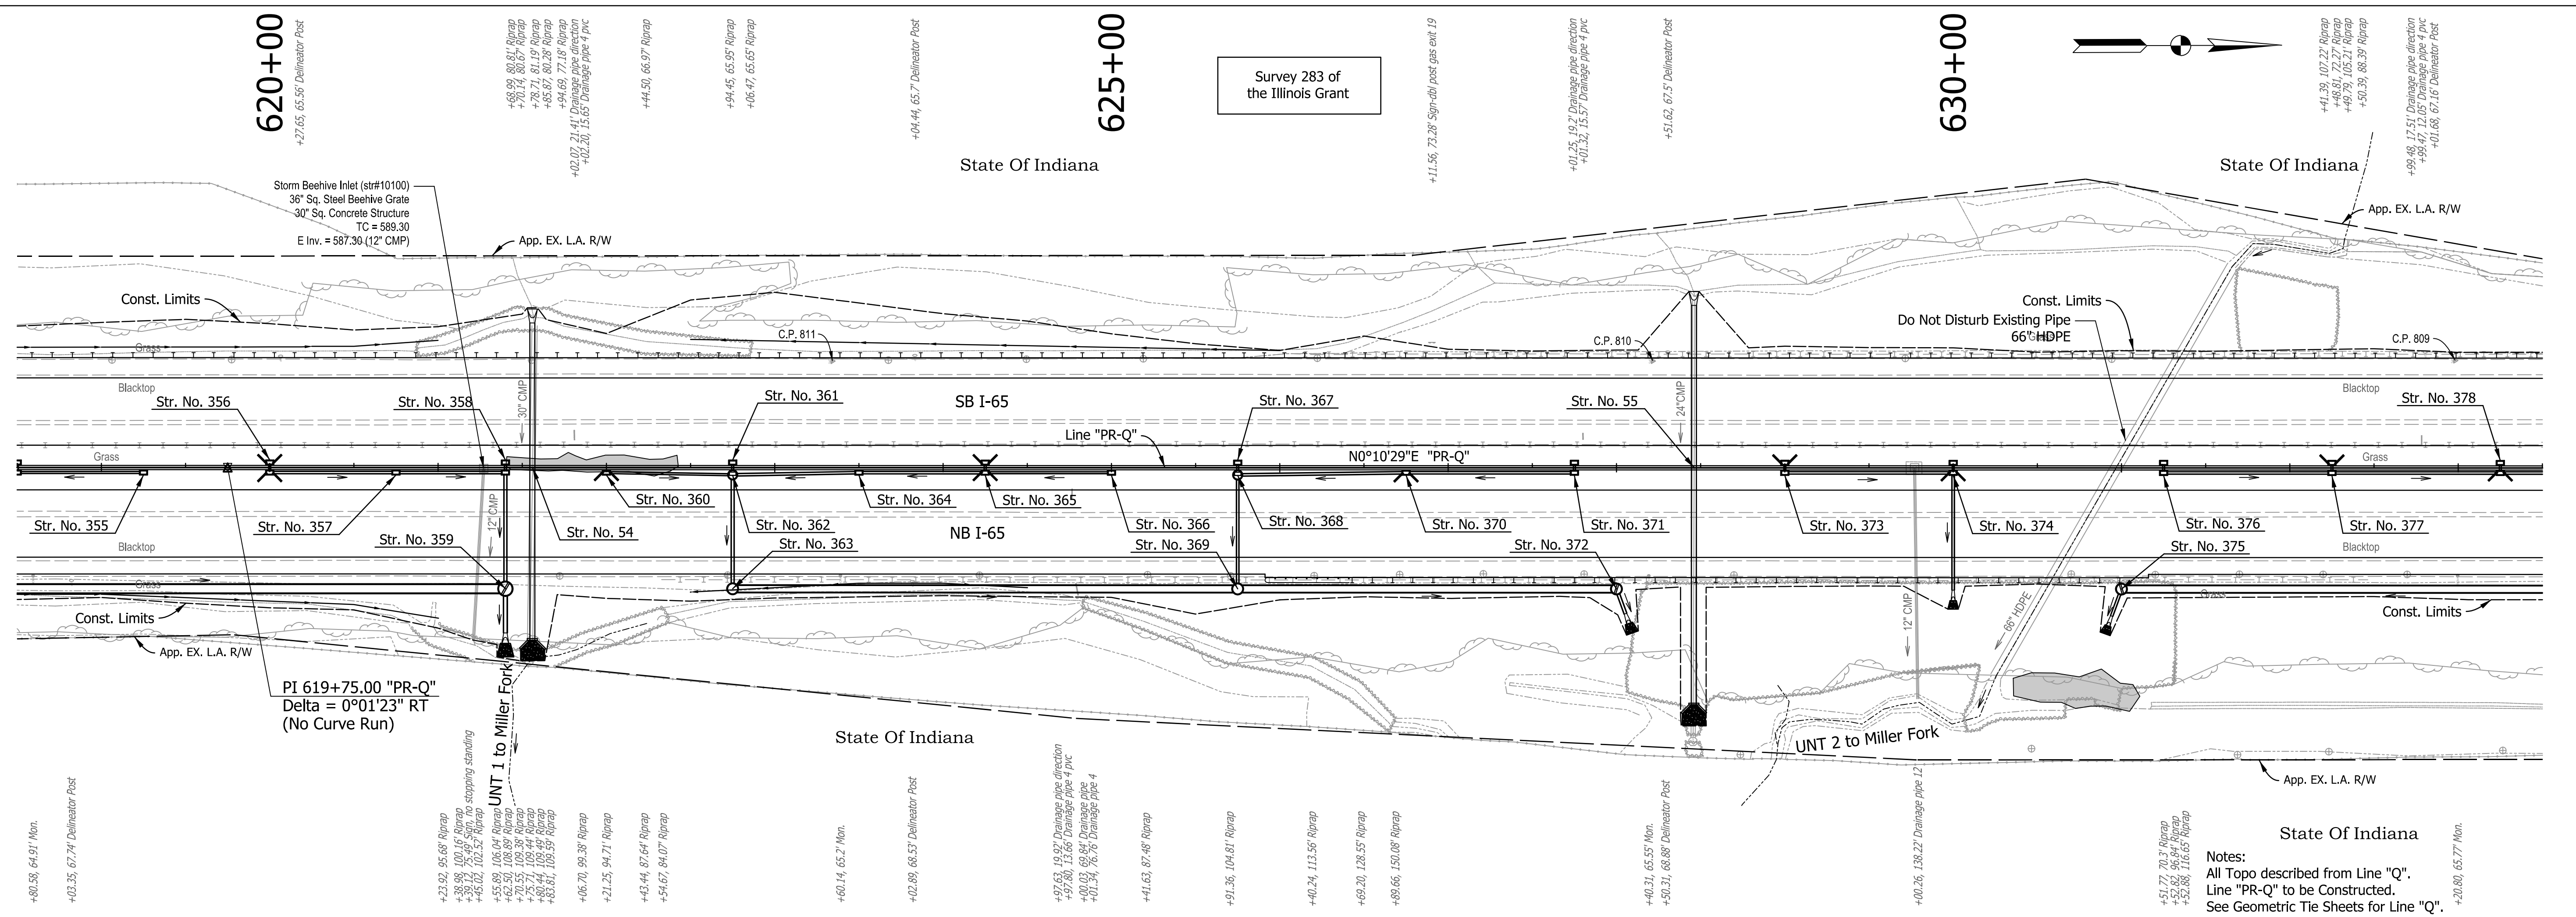 620+00
+27.65, 65.56' Delineator Post
+68.99, 80.81' Riprap
+70.14, 80.67' Riprap
+78.71, 81.19' Riprap
+85.87, 80.28' Riprap
+94.69, 77.18' Riprap
+02.07, 21.41' Drainage pipe direction
+02.20, 15.65' Drainage pipe 4 pvc
+44.50, 66.97' Riprap
+94.45, 65.95' Riprap
+06.47, 65.65' Riprap
+04.44, 65.7' Delineator Post
625+00
Survey 283 of
the Illinois Grant
+11.56, 73.28' Sign-dbl post gas exit 19
+01.25, 19.2' Drainage pipe direction
+01.32, 15.57' Drainage pipe 4 pvc
+51.62, 67.5' Delineator Post
630+00
+41.39, 107.22' Riprap
+48.81, 72.27' Riprap
+49.79, 105.21' Riprap
+50.39, 88.39' Riprap
+99.48, 17.51' Drainage pipe direction
+99.47, 12.05' Drainage pipe 4 pvc
+01.68, 67.16' Delineator Post
State Of Indiana
State Of Indiana
Storm Beehive Inlet (str#10100)
36" Sq. Steel Beehive Grate
30" Sq. Concrete Structure
TC = 589.30
E Inv. = 587.30 (12" CMP)
App. EX. L.A. R/W
App. EX. L.A. R/W
Const. Limits
Const. Limits
Do Not Disturb Existing Pipe
66" HDPE
Grass
C.P. 811
C.P. 810
Grass
C.P. 809
Blacktop
30" CMP
24"CMP
Blacktop
Str. No. 356
Str. No. 358
Str. No. 361
SB I-65
Str. No. 367
Str. No. 55
Str. No. 378
Line "PR-Q"
Grass
N0°10'29"E "PR-Q"
Grass
Str. No. 355
Str. No. 357
12" CMP
Str. No. 54
Str. No. 360
Str. No. 362
Str. No. 364
Str. No. 365
Str. No. 366
Str. No. 368
Str. No. 370
Str. No. 371
Str. No. 373
Str. No. 374
Str. No. 376
Str. No. 377
Blacktop
Str. No. 359
Str. No. 363
NB I-65
Str. No. 369
Str. No. 372
Str. No. 375
Blacktop
Grass
Grass
Const. Limits
12" CMP
66" HDPE
Const. Limits
App. EX. L.A. R/W
PI 619+75.00 "PR-Q"
Delta = 0°01'23" RT
(No Curve Run)
UNT 1 to Miller Fork
State Of Indiana
UNT 2 to Miller Fork
App. EX. L.A. R/W
+80.58, 64.91' Mon.
+03.35, 67.74' Delineator Post
+23.92, 95.68' Riprap
+38.98, 100.16' Riprap
+39.17, 75.49' Sign, no stopping standing
+45.02, 102.52' Riprap
+55.89, 106.04' Riprap
+62.50, 108.89' Riprap
+70.55, 109.38' Riprap
+75.71, 109.44' Riprap
+80.44, 109.49' Riprap
+83.81, 109.59' Riprap
+06.70, 99.38' Riprap
+21.25, 94.71' Riprap
+43.44, 87.64' Riprap
+54.67, 84.07' Riprap
+60.14, 65.2' Mon.
+02.89, 68.53' Delineator Post
+97.63, 19.92' Drainage pipe direction
+97.80, 13.66' Drainage pipe 4 pvc
+00.03, 69.84' Drainage pipe
+01.34, 76.76' Drainage pipe 4
+41.63, 87.48' Riprap
+91.36, 104.81' Riprap
+40.24, 113.56' Riprap
+69.20, 128.55' Riprap
+89.66, 150.08' Riprap
+40.31, 65.55' Mon.
+50.31, 68.88' Delineator Post
+00.26, 138.22' Drainage pipe 12
+51.77, 70.3' Riprap
+52.82, 96.84' Riprap
+52.88, 116.65' Riprap
+20.80, 65.77' Mon.
State Of Indiana
Notes:
All Topo described from Line "Q".
Line "PR-Q" to be Constructed.
See Geometric Tie Sheets for Line "Q".